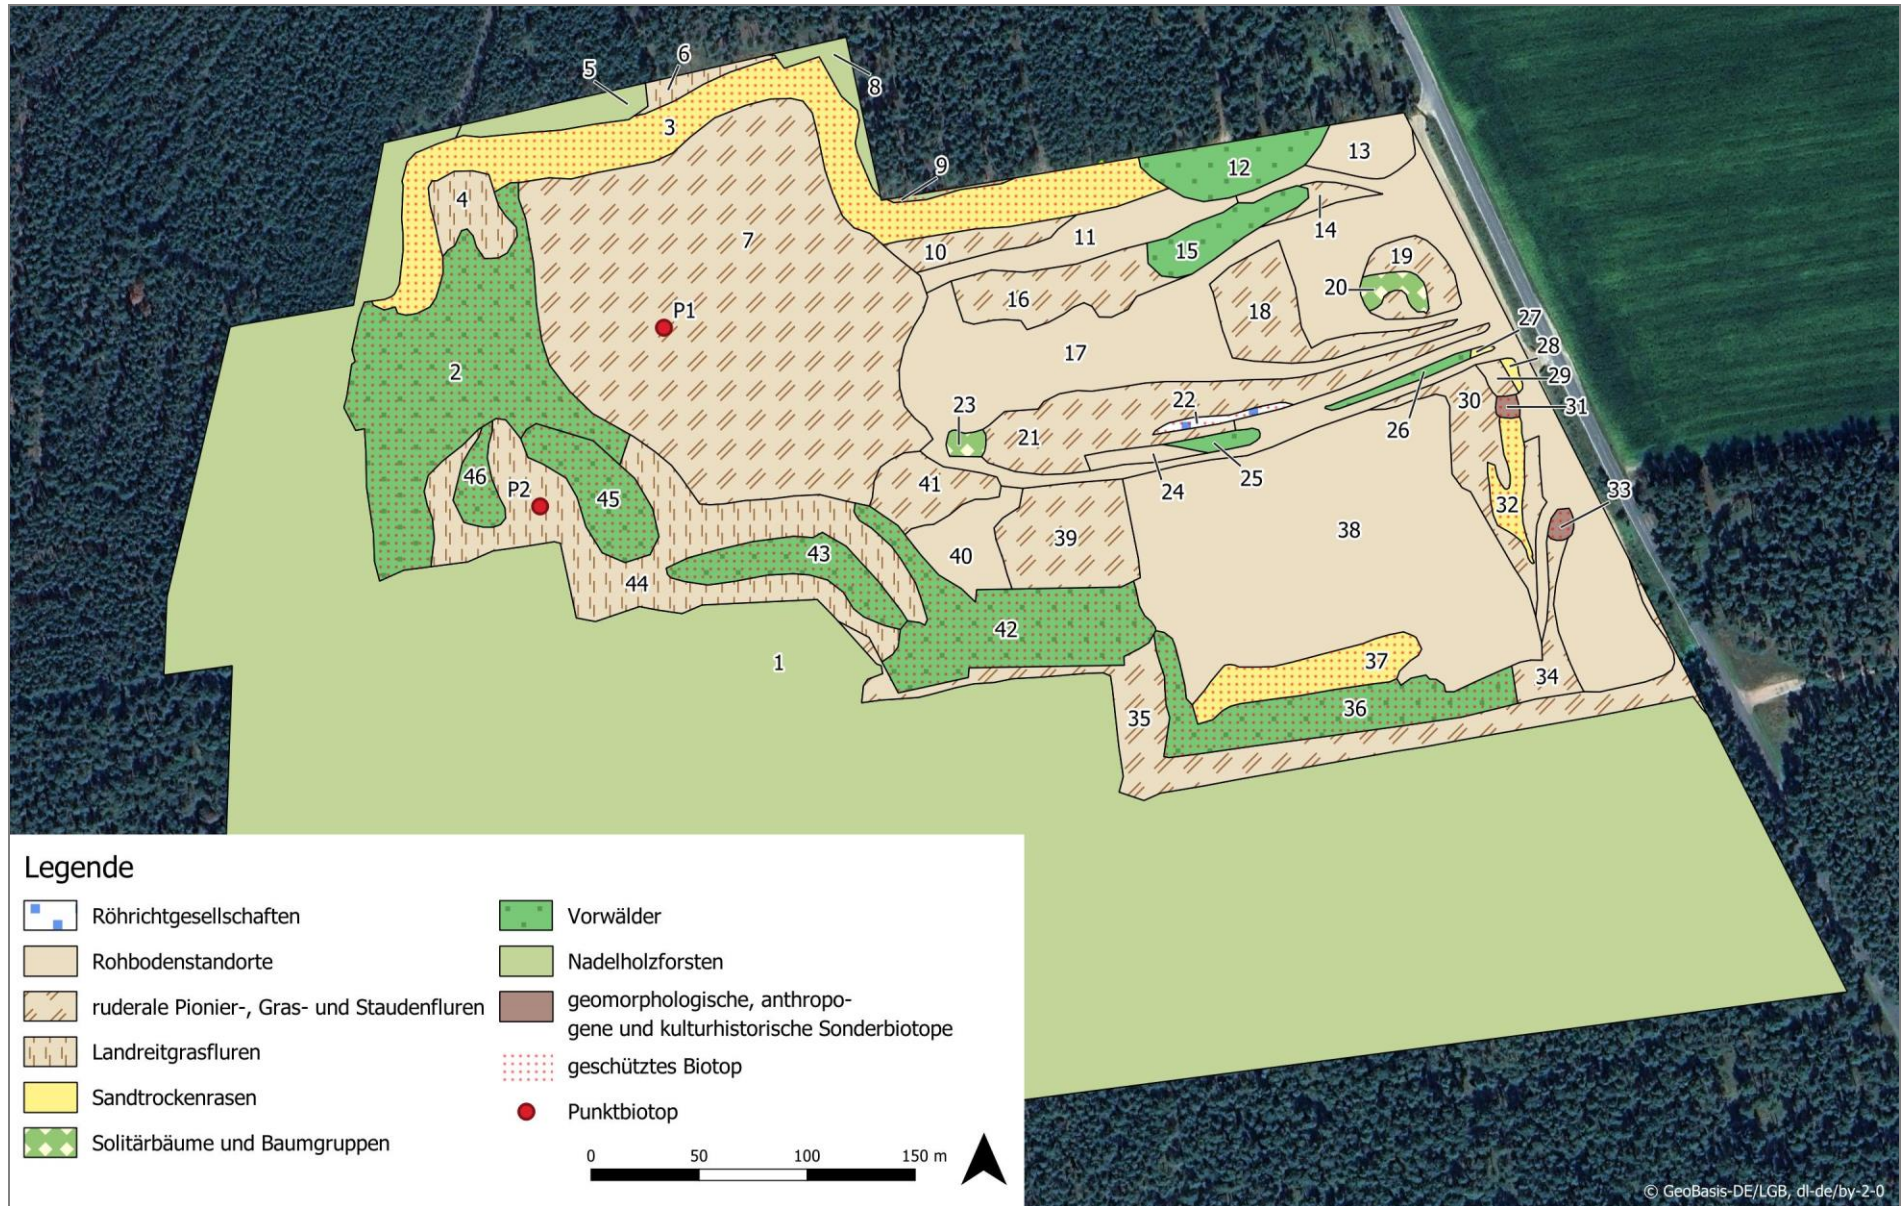 5
6
8
3
9
12
13
4
7
10
11
15
14
16
19
20
18
P1
27
17
28
29
2
22
30
31
23
21
26
46
P2
45
41
24
25
33
32
39
38
43
40
44
42
1
37
34
35
36
Legende
Röhrichtgesellschaften
Rohbodenstandorte
ruderale Pionier-, Gras- und Staudenfluren
Landreitgrasfluren
Sandtrockenrasen
Solitärbäume und Baumgruppen
Vorwälder
Nadelholzforsten
geomorphologische, anthropo-
gene und kulturhistorische Sonderbiotope
geschütztes Biotop
Punktbiotop
0 50 100 150 m
© GeoBasis-DE/LGB, dl-de/by-2-0